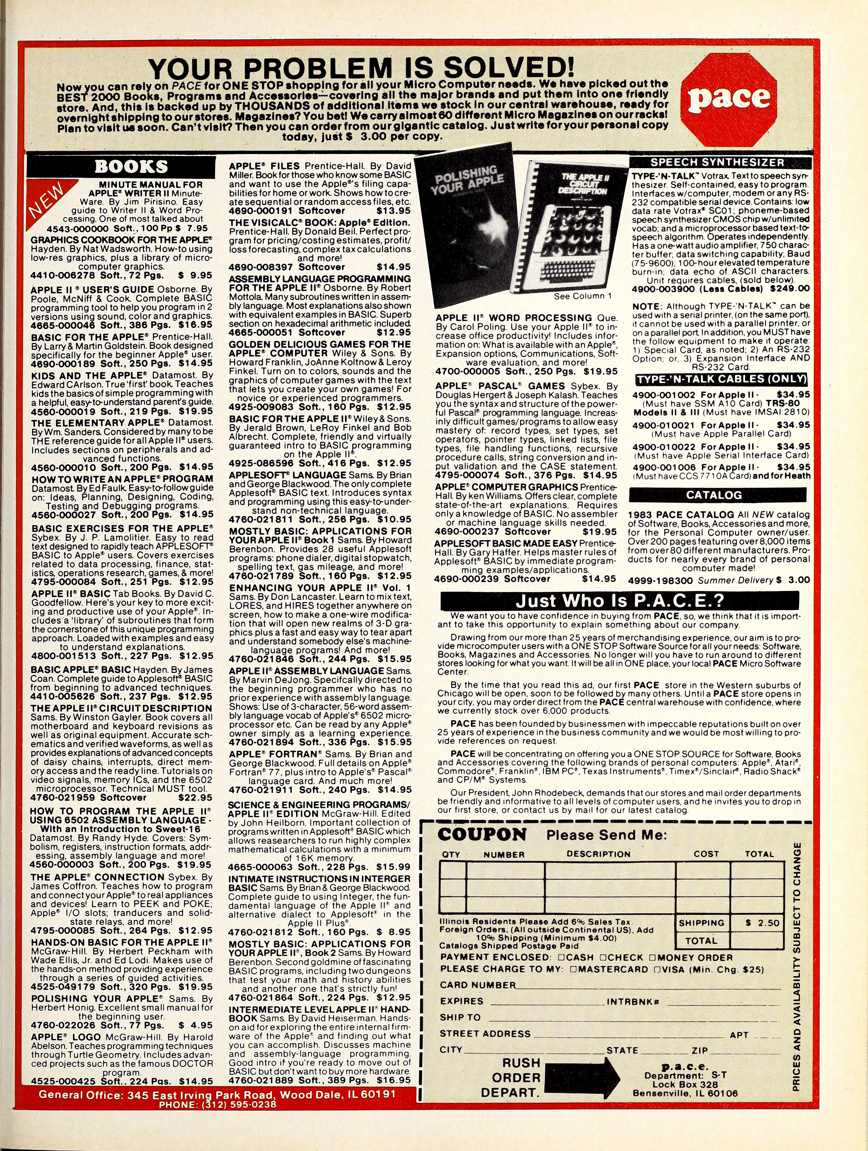 YOUR PROBLEM IS SOLVED!
Now you can rely on PACE for ONE STOP shopping for all your Micro Computer needs. We have picked out the
BEST 2000 Books, Programs and Accessories—covering all the major brands and put them into one friendly
store. And, this is backed up by THOUSANDS of additional items we stock in our central warehouse, ready for
overnight shipping to our stores. Magazines? You bet! We carry almost 60 different Micro Magazines on our racks!
Plan to visit us soon. Can't visit? Then you can order from our gigantic catalog. Just write for your personal copy
today, just $ 3.00 per copy.
pace
BOOKS
NEW
MINUTE MANUAL FOR
APPLE® WRITER II Minute-
Ware. By Jim Pirisino. Easy
guide to Writer II & Word Pro-
cessing. One of most talked about
4543-000000 Soft., 100 Pp $ 7.95
GRAPHICS COOKBOOK FOR THE APPLE®
Hayden. By Nat Wadsworth. How-to using
low-res graphics, plus a library of micro-
computer graphics.
4410-006278 Soft., 72 Pgs. $ 9.95
APPLE II ® USER'S GUIDE Osborne. By
Poole, McNiff & Cook. Complete BASIC
programming tool to help you program in 2
versions using sound, color and graphics.
4665-000046 Soft., 386 Pgs. $16.95
BASIC FOR THE APPLE® Prentice-Hall.
By Larry & Martin Goldstein. Book designed
specifically for the beginner Apple® user.
4690-000189 Soft., 250 Pgs. $14.95
KIDS AND THE APPLE® Datamost. By
Edward CArlson. True 'first' book. Teaches
kids the basics of simple programming with
a helpful, easy-to-understand parent's guide.
4560-000019 Soft., 219 Pgs. $19.95
THE ELEMENTARY APPLE® Datamost.
By Wm. Sanders. Considered by many to be
THE reference guide for all Apple II® users.
Includes sections on peripherals and ad-
vanced functions.
4560-000010 Soft., 200 Pgs. $14.95
HOW TO WRITE AN APPLE® PROGRAM
Datamost. By Ed Faulk. Easy-to-follow guide
on: Ideas, Planning, Designing, Coding,
Testing and Debugging programs.
4560-000027 Soft., 200 Pgs. $14.95
BASIC EXERCISES FOR THE APPLE®
Sybex. By J. P. Lamolitier. Easy to read
text designed to rapidly teach APPLESOFT®
BASIC to Apple® users. Covers exercises
related to data processing, finance, stat-
istics, operations research, games, & more!
4795-000084 Soft., 251 Pgs. $12.95
APPLE II® BASIC Tab Books. By David C.
Goodfellow. Here's your key to more excit-
ing and productive use of your Apple®. In-
cludes a 'library' of subroutines that form
the cornerstone of this unique programming
approach. Loaded with examples and easy
to understand explanations.
4800-001513 Soft., 227 Pgs. $12.95
BASIC APPLE® BASIC Hayden. By James
Coan. Complete guide to Applesoft® BASIC
from beginning to advanced techniques.
4410-005626 Soft., 237 Pgs. $12.95
THE APPLE II® CIRCUIT DESCRIPTION
Sams. By Winston Gayler. Book covers all
motherboard and keyboard revisions as
well as original equipment. Accurate sch-
ematics and verified waveforms, as well as
provides explanations of advanced concepts
of daisy chains, interrupts, direct mem-
ory access and the ready line. Tutorials on
video signals, memory ICs, and the 6502
microprocessor. Technical MUST tool.
4760-021959 Softcover $22.95
HOW TO PROGRAM THE APPLE II®
USING 6502 ASSEMBLY LANGUAGE -
With an Introduction to Sweet-16
Datamost. By Randy Hyde. Covers: Sym-
bolism, registers, instruction formats, addr-
essing, assembly language and more!
4560-000003 Soft., 200 Pgs. $19.95
THE APPLE® CONNECTION Sybex. By
James Coffron. Teaches how to program
and connect your Apple® to real appliances
and devices! Learn to PEEK and POKE;
Apple® I/O slots; tranducers and solid-
state relays, and more!
4795-000085 Soft., 264 Pgs. $12.95
HANDS-ON BASIC FOR THE APPLE II®
McGraw-Hill. By Herbert Peckham with
Wade Ellis, Jr. and Ed Lodi. Makes use of
the hands-on method providing experience
through a series of guided activities.
4525-049179 Soft., 320 Pgs. $19.95
POLISHING YOUR APPLE® Sams. By
Herbert Honig. Excellent small manual for
the beginning user.
4760-022026 Soft., 77 Pgs. $ 4.95
APPLE® LOGO McGraw-Hill. By Harold
Abelson. Teaches programming techniques
through Turtle Geometry. Includes advan-
ced projects such as the famous DOCTOR
program.
4525-000425 Soft., 224 Pgs. $14.95
APPLE® FILES Prentice-Hall. By David
Miller. Book for those who know some BASIC
and want to use the Apple®'s filing capa-
bilities for home or work. Shows how to cre-
ate sequential or random access files, etc.
4690-000191 Softcover $13.95
THE VISICALC® BOOK: Apple® Edition.
Prentice-Hall. By Donald Beil. Perfect pro-
gram for pricing/costing estimates, profit/
loss forecasting, complex tax calculations
and more!
4690-008397 Softcover $14.95
ASSEMBLY LANGUAGE PROGRAMMING
FOR THE APPLE II® Osborne. By Robert
Mottola. Many subroutines written in assem-
bly language. Most explanations also shown
with equivalent examples in BASIC. Superb
section on hexadecimal arithmetic included.
4665-000051 Softcover $12.95
GOLDEN DELICIOUS GAMES FOR THE
APPLE® COMPUTER Wiley & Sons. By
Howard Franklin, JoAnne Koltnow & Leroy
Finkel. Turn on to colors, sounds and the
graphics of computer games with the text
that lets you create your own games! For
novice or experienced programmers.
4925-009083 Soft., 160 Pgs. $12.95
BASIC FOR THE APPLE II® Wiley & Sons.
By Jerald Brown, LeRoy Finkel and Bob
Albrecht. Complete, friendly and virtually
guaranteed intro to BASIC programming
on the Apple II®.
4925-086596 Soft., 416 Pgs. $12.95
APPLESOFT® LANGUAGE Sams. By Brian
and George Blackwood. The only complete
Applesoft® BASIC text. Introduces syntax
and programming using this easy-to-under-
stand non-technical language.
4760-021811 Soft., 256 Pgs. $10.95
MOSTLY BASIC: APPLICATIONS FOR
YOUR APPLE II® Book 1 Sams. By Howard
Berenbon. Provides 28 useful Applesoft
programs: phone dialer, digital stopwatch,
spelling text, gas mileage, and more!
4760-021789 Soft., 160 Pgs. $12.95
ENHANCING YOUR APPLE II® Vol. 1
Sams. By Don Lancaster. Learn to mix text,
LORES, and HIRES together anywhere on
screen, how to make a one-wire modifica-
tion that will open new realms of 3-D gra-
phics plus a fast and easy way to tear apart
and understand somebody else's machine-
language programs! And more!
4760-021846 Soft., 244 Pgs. $15.95
APPLE II® ASSEMBLY LANGUAGE Sams.
By Marvin DeJong. Specifcally directed to
the beginning programmer who has no
prior experience with assembly language.
Shows: Use of 3-character, 56-word assem-
bly language vocab of Apple's® 6502 micro-
processor etc. Can be read by any Apple®
owner simply as a learning experience.
4760-021894 Soft., 336 Pgs. $15.95
APPLE® FORTRAN® Sams. By Brian and
George Blackwood. Full details on Apple®
Fortran® 77, plus intro to Apple's® Pascal®
language card. And much more!
4760-021911 Soft., 240 Pgs. $14.95
SCIENCE & ENGINEERING PROGRAMS/
APPLE II® EDITION McGraw-Hill. Edited
by John Heilborn. Important collection of
programs written in Applesoft® BASIC which
allows reasearchers to run highly complex
mathematical calculations with a minimum
of 16K memory.
4665-000063 Soft., 228 Pgs. $15.99
INTIMATE INSTRUCTIONS IN INTERGER
BASIC Sams. By Brian & George Blackwood.
Complete guide to using Integer, the fun-
damental language of the Apple II® and
alternative dialect to Applesoft® in the
Apple II Plus®.
4760-021812 Soft., 160 Pgs. $ 8.95
MOSTLY BASIC: APPLICATIONS FOR
YOUR APPLE II®, Book 2 Sams. By Howard
Berenbon. Second goldmine of fascinating
BASIC programs, including two dungeons
that test your math and history abilities
and another one that's strictly fun!
4760-021864 Soft., 224 Pgs. $12.95
INTERMEDIATE LEVEL APPLE II® HAND-
BOOK Sams. By David Heiserman. Hands-
on aid for exploring the entire internal firm-
ware of the Apple® and finding out what
you can accomplish. Discusses machine
and assembly-language programming.
Good intro if you're ready to move out of
BASIC but don't want to buy more hardware.
4760-021889 Soft., 389 Pgs. $16.95
POLISHING
YOUR APPLE
THE APPLE II
CIRCUIT
DESCRIPTION
See Column 1
APPLE II® WORD PROCESSING Que.
By Carol Poling. Use your Apple® to in-
crease office productivity! Includes infor-
mation on: What is available with an Apple®,
Expansion options, Communications, Soft-
ware evaluation, and more!
4700-000005 Soft., 250 Pgs. $19.95
APPLE® PASCAL® GAMES Sybex. By
Douglas Hergert & Joseph Kalash. Teaches
you the syntax and structure of the power-
ful Pascal® programming language. Increas-
inly difficult games/programs to allow easy
mastery of: record types, set types, set
operators, pointer types, linked lists, file
types, file handling functions, recursive
procedure calls, string conversion and in-
put validation and the CASE statement.
4795-000074 Soft., 376 Pgs. $14.95
APPLE® COMPUTER GRAPHICS Prentice-
Hall. By ken Williams. Offers clear, complete
state-of-the-art explanations. Requires
only a knowledge of BASIC. No assembler
or machine language skills needed.
4690-000237 Softcover $19.95
APPLESOFT BASIC MADE EASY Prentice-
Hall. By Gary Haffer. Helps master rules of
Applesoft® BASIC by immediate program-
ming examples/applications.
4690-000239 Softcover $14.95
SPEECH SYNTHESIZER
TYPE-'N-TALK™ Votrax. Text to speech syn-
thesizer. Self-contained, easy to program.
Interfaces w/computer, modem or any RS-
232 compatible serial device. Contains: low
data rate Votrax® SC01; phoneme-based
speech synthesizer CMOS chip w/unlimited
vocab; and a microprocessor based text-to-
speech algorithm. Operates independently.
Has a one-watt audio amplifier, 750 charac-
ter buffer; data switching capability; Baud
(75-9600); 100-hour elevated temperature
burn-in; data echo of ASCII characters.
Unit requires cables, (sold below).
4900-003900 (Less Cables) $249.00
NOTE: Although TYPE-'N-TALK™ can be
used with a serial printer, (on the same port),
it cannot be used with a parallel printer, or
on a parallel port. In addition, you MUST have
the follow equipment to make it operate:
1) Special Card, as noted; 2) An RS-232
Option; or, 3) Expansion Interface AND
RS-232 Card.
TYPE-'N-TALK CABLES (ONLY)
4900-001002 For Apple II - $34.95
(Must have SSM A10 Card) TRS-80
Models II & III (Must have IMSAI:2810)
4900-010021 For Apple II - $34.95
(Must have Apple Parallel Card)
4900-010022 For Apple II - $34.95
(Must have Apple Serial Interface Card)
4900-001006 For Apple II - $34.95
(Must have CCS 7710A Card) and for Heath
CATALOG
1983 PACE CATALOG All NEW catalog
of Software, Books, Accessories and more,
for the Personal Computer owner/user.
Over 200 pages featuring over 8,000 items
from over 80 different manufacturers. Pro-
ducts for nearly every brand of personal
computer made!
4999-198300 Summer Delivery $ 3.00
Just Who Is P.A.C.E.?
We want you to have confidence in buying from PACE, so, we think that it is import-
ant to take this opportunity to explain something about our company.
Drawing from our more than 25 years of merchandising experience, our aim is to pro-
vide microcomputer users with a ONE STOP Software Source for all your needs: Software,
Books, Magazines and Accessories. No longer will you have to run around to different
stores looking for what you want. It will be all in ONE place, your local PACE Micro Software
Center.
By the time that you read this ad, our first PACE store in the Western suburbs of
Chicago will be open, soon to be followed by many others. Until a PACE store opens in
your city, you may order direct from the PACE central warehouse with confidence, where
we currently stock over 6,000 products.
PACE has been founded by businessmen with impeccable reputations built on over
25 years of experience in the business community and we would be most willing to pro-
vide references on request.
PACE will be concentrating on offering you a ONE STOP SOURCE for Software, Books
and Accessories covering the following brands of personal computers: Apple®, Atari®,
Commodore®, Franklin®, IBM PC®, Texas Instruments®, Timex®/Sinclair®, Radio Shack®
and CP/M® Systems.
Our President, John Rhodebeck, demands that our stores and mail order departments
be friendly and informative to all levels of computer users, and he invites you to drop in
our first store, or contact us by mail for our latest catalog.
COUPON Please Send Me:
QTY NUMBER DESCRIPTION COST TOTAL
Illinois Residents Please Add 6% Sales Tax.
Foreign Orders, (All outside Continental US), Add
10% Shipping (Minimum $4.00)
Catalogs Shipped Postage Paid
SHIPPING $ 2.50
TOTAL
PAYMENT ENCLOSED: □CASH □CHECK □MONEY ORDER
PLEASE CHARGE TO MY: □MASTERCARD □VISA (Min. Chg. $25)
CARD NUMBER
EXPIRES INTRBNK#
SHIP TO
STREET ADDRESS APT
CITY STATE ZIP
RUSH
ORDER
DEPART.
p.a.c.e.
Department: S-T
Lock Box 328
Bensenville, IL 60106
PRICES AND AVAILABILITY SUBJECT TO CHANGE
General Office: 345 East Irving Park Road, Wood Dale, IL 60191
PHONE: (312) 595-0238